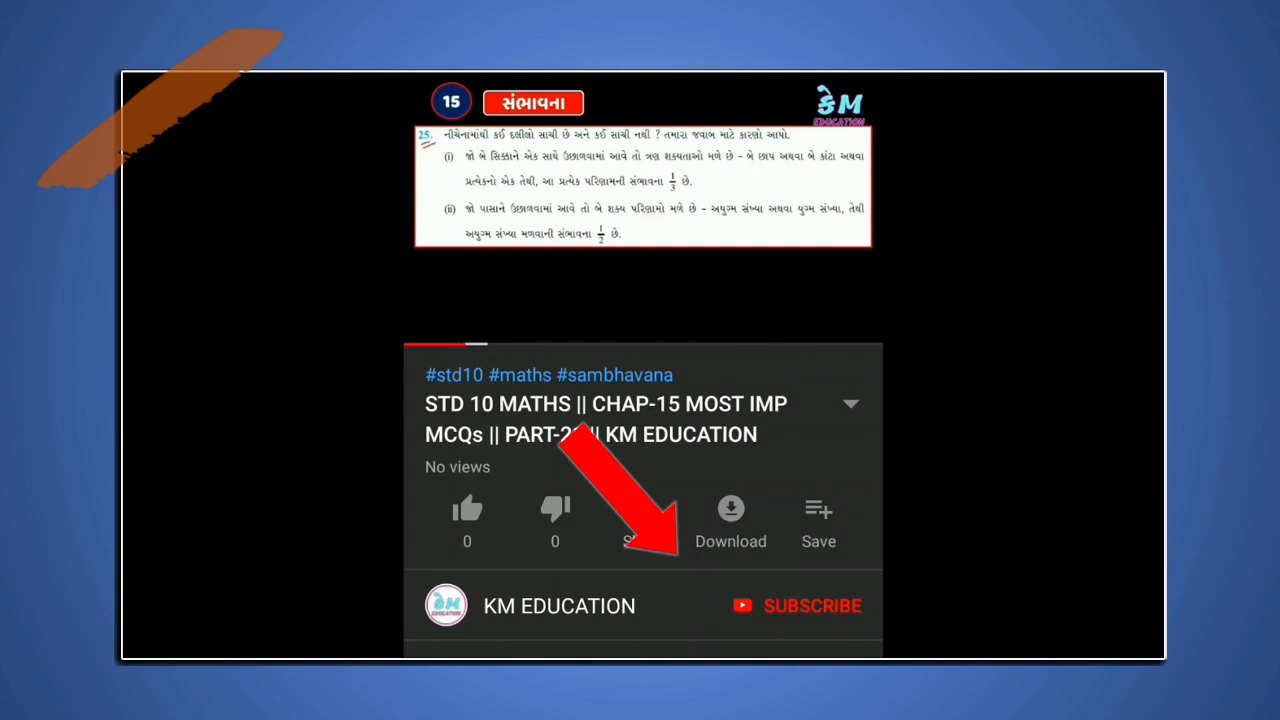 15 સંભાવના
કેM
EDUCATION
25. નીચેનામાંથી કઈ દલીલો સાચી છે અને કઈ સાચી નથી ? તમારા જવાબ માટે કારણો આપો.
(i) જો બે સિક્કાને એક સાથે ઉછાળવામાં આવે તો ત્રણ શક્યતાઓ મળે છે - બે છાપ અથવા બે કાંટા અથવા
પ્રત્યેકનો એક તેથી, આ પ્રત્યેક પરિણામની સંભાવના 1/3 છે.
(ii) જો પાસાને ઉછાળવામાં આવે તો બે શક્ય પરિણામો મળે છે - અયુગ્મ સંખ્યા અથવા યુગ્મ સંખ્યા, તેથી
અયુગ્મ સંખ્યા મળવાની સંભાવના 1/2 છે.
#std10 #maths #sambhavana
STD 10 MATHS || CHAP-15 MOST IMP
MCQs || || KM EDUCATION
No views
0 0 Download Save
કેM
EDUCATION
KM EDUCATION SUBSCRIBE